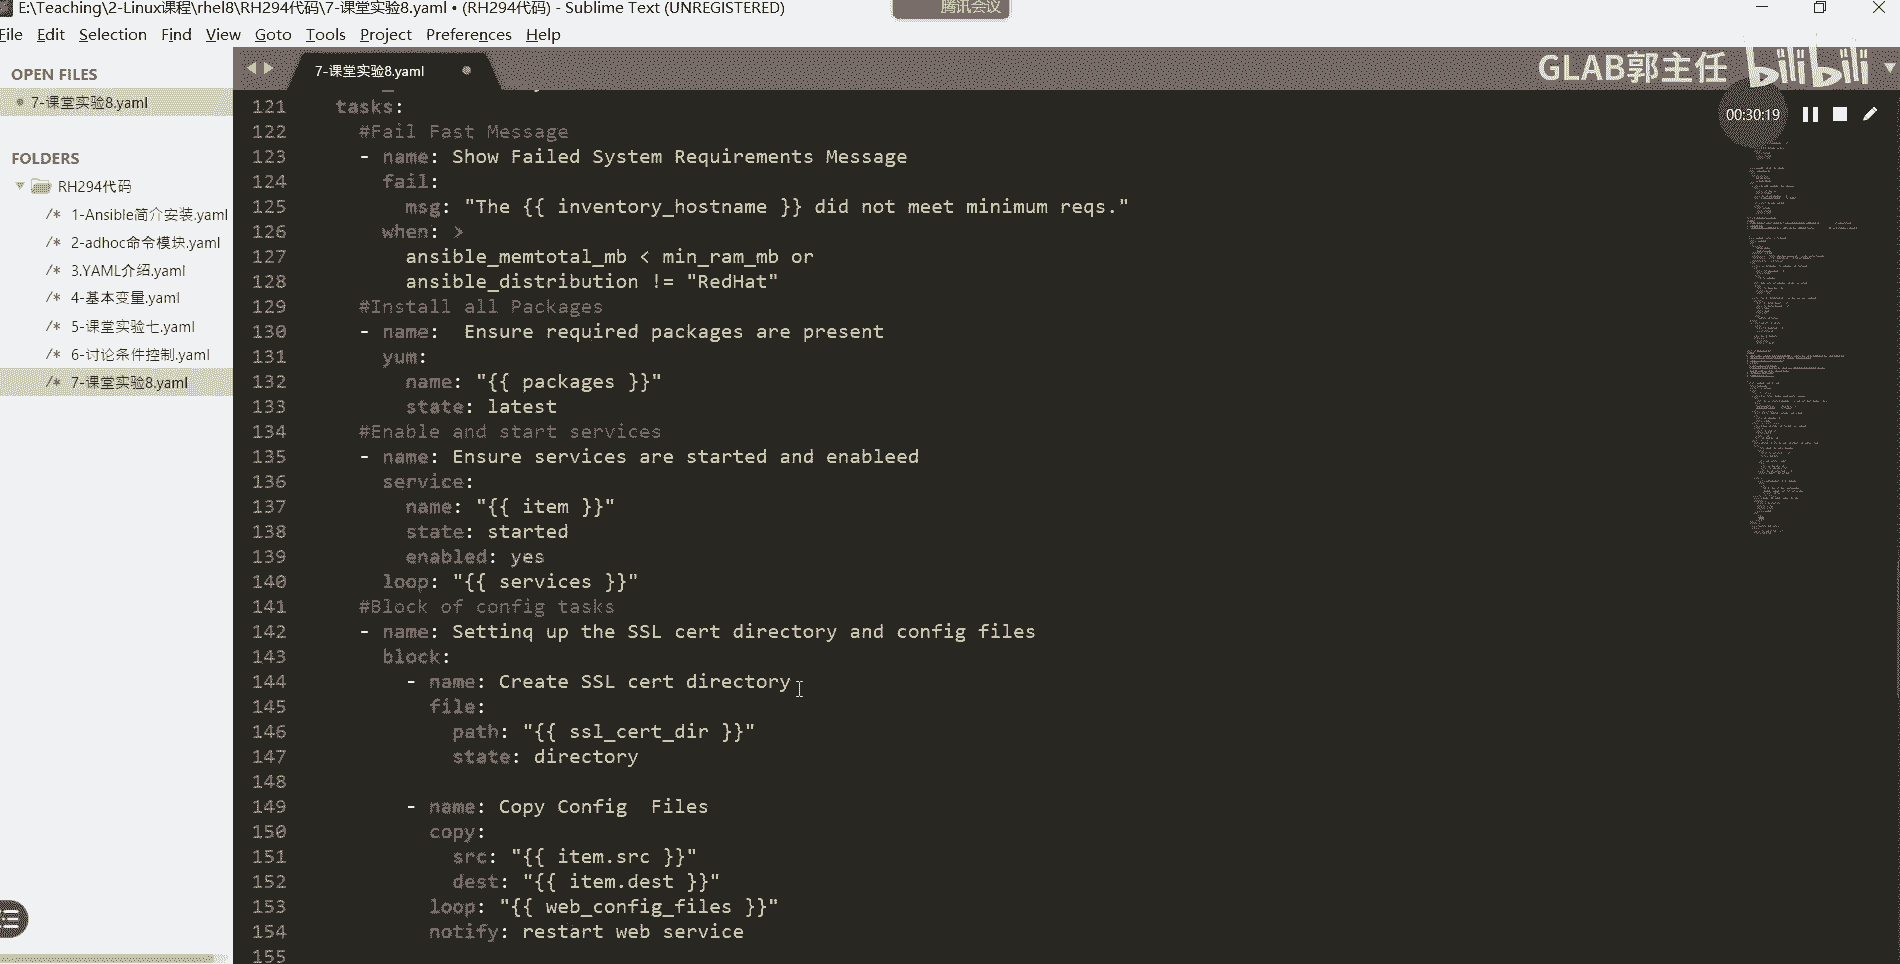 E:\Teaching\2-Linux课程\rhel8\RH294代码\7-课堂实验8.yaml • (RH294代码) - Sublime Text (UNREGISTERED)
腾讯会议
File Edit Selection Find View Goto Tools Project Preferences Help
OPEN FILES
7-课堂实验8.yaml
FOLDERS
RH294代码
/* 1-Ansible简介安装.yaml
/* 2-adhoc命令模块.yaml
/* 3.YAML介绍.yaml
/* 4-基本变量.yaml
/* 5-课堂实验七.yaml
/* 6-讨论条件控制.yaml
/* 7-课堂实验8.yaml
7-课堂实验8.yaml
GLAB郭主任 bilibili
00:30:19
121 tasks:
122 #Fail Fast Message
123 - name: Show Failed System Requirements Message
124 fail:
125 msg: "The {{ inventory_hostname }} did not meet minimum reqs."
126 when: >
127 ansible_memtotal_mb < min_ram_mb or
128 ansible_distribution != "RedHat"
129 #Install all Packages
130 - name:  Ensure required packages are present
131 yum:
132 name: "{{ packages }}"
133 state: latest
134 #Enable and start services
135 - name: Ensure services are started and enableed
136 service:
137 name: "{{ item }}"
138 state: started
139 enabled: yes
140 loop: "{{ services }}"
141 #Block of config tasks
142 - name: Settinq up the SSL cert directory and config files
143 block:
144 - name: Create SSL cert directory
145 file:
146 path: "{{ ssl_cert_dir }}"
147 state: directory
148
149 - name: Copy Config  Files
150 copy:
151 src: "{{ item.src }}"
152 dest: "{{ item.dest }}"
153 loop: "{{ web_config_files }}"
154 notify: restart web service
155